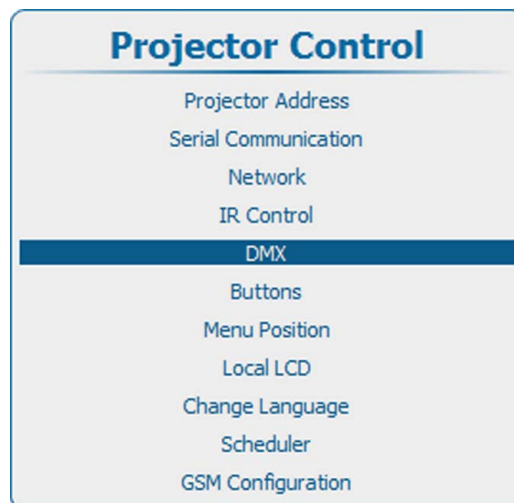 Projector Control
Projector Address
Serial Communication
Network
IR Control
DMX
Buttons
Menu Position
Local LCD
Change Language
Scheduler
GSM Configuration